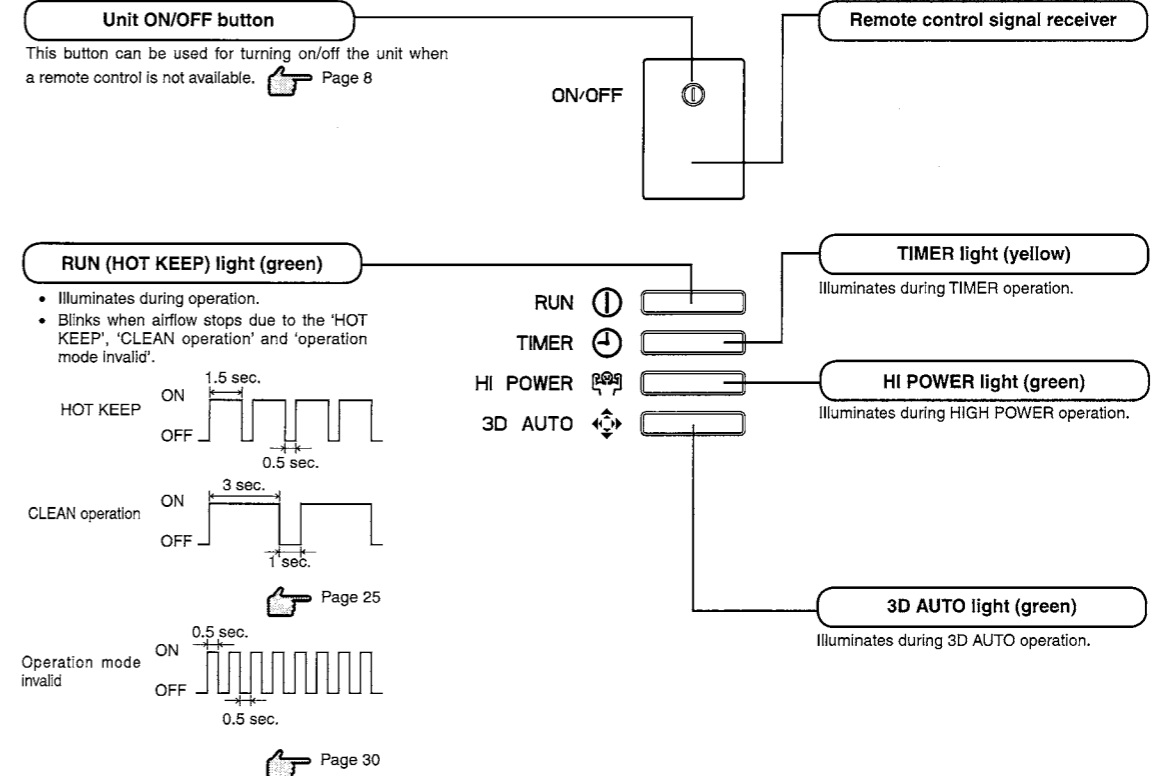 Unit ON/OFF button
This button can be used for turning on/off the unit when
a remote control is not available. Page 8
Remote control signal receiver
ON/OFF
RUN (HOT KEEP) light (green)
• Illuminates during operation.
• Blinks when airflow stops due to the ‘HOT
KEEP’, ‘CLEAN operation’ and ‘operation
mode invalid’.
HOT KEEP
ON
OFF
1.5 sec.
0.5 sec.
CLEAN operation
ON
OFF
3 sec.
1 sec.
Page 25
Operation mode
invalid
ON
OFF
0.5 sec.
0.5 sec.
Page 30
RUN
TIMER
HI POWER
3D AUTO
TIMER light (yellow)
Illuminates during TIMER operation.
HI POWER light (green)
Illuminates during HIGH POWER operation.
3D AUTO light (green)
Illuminates during 3D AUTO operation.